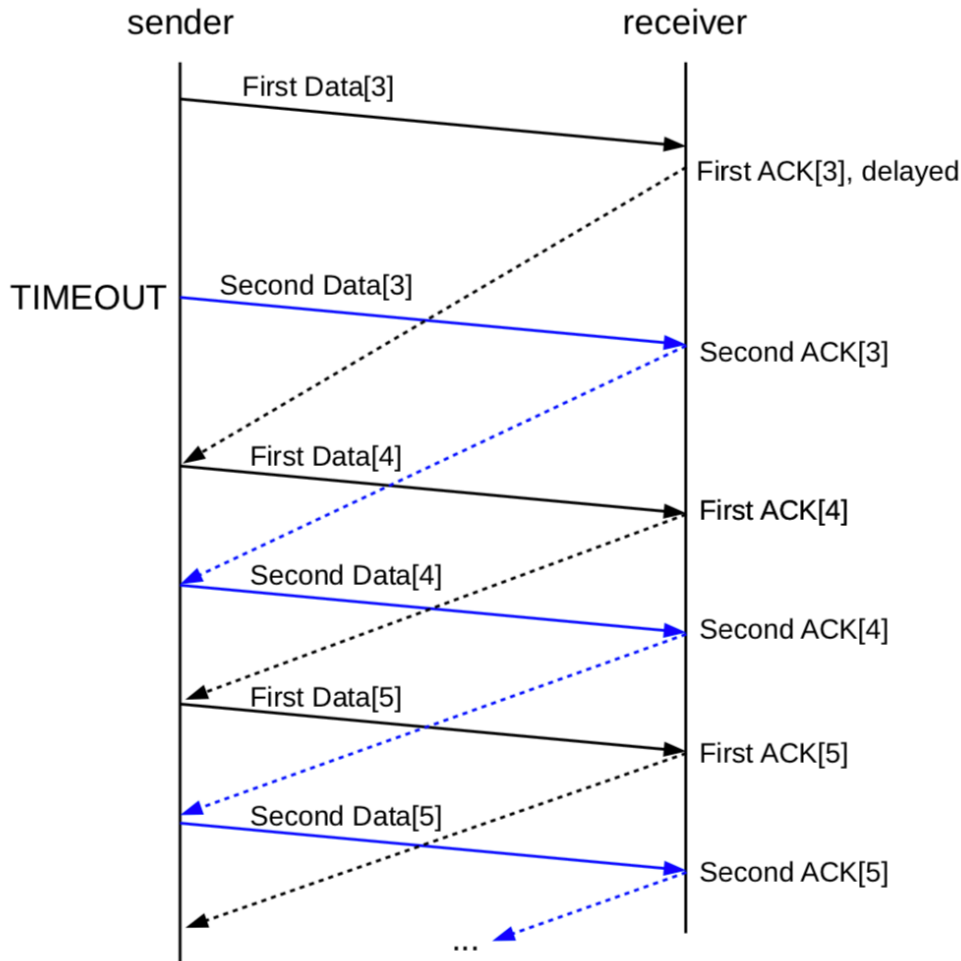 sender
receiver
First Data[3]
First ACK[3], delayed
Second Data[3]
TIMEOUT
Second ACK[3]
First Data[4]
First ACK[4]
Second Data[4]
Second ACK[4]
First Data[5]
First ACK[5]
Second Data[5]
Second ACK[5]
...